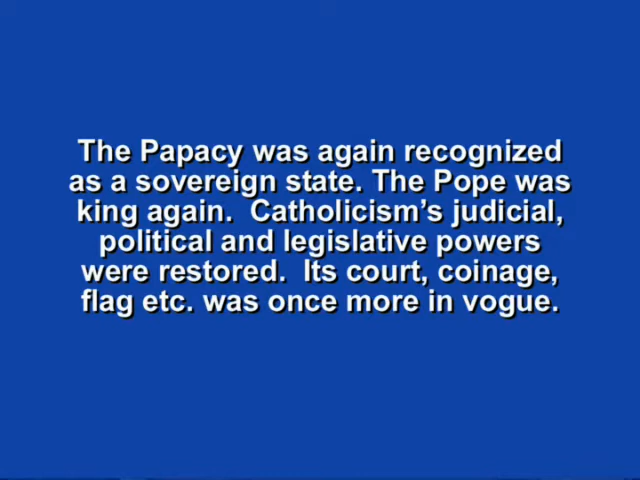 The Papacy was again recognized
as a sovereign state. The Pope was
king again.  Catholicism’s judicial,
political and legislative powers
were restored.  Its court, coinage,
flag etc. was once more in vogue.